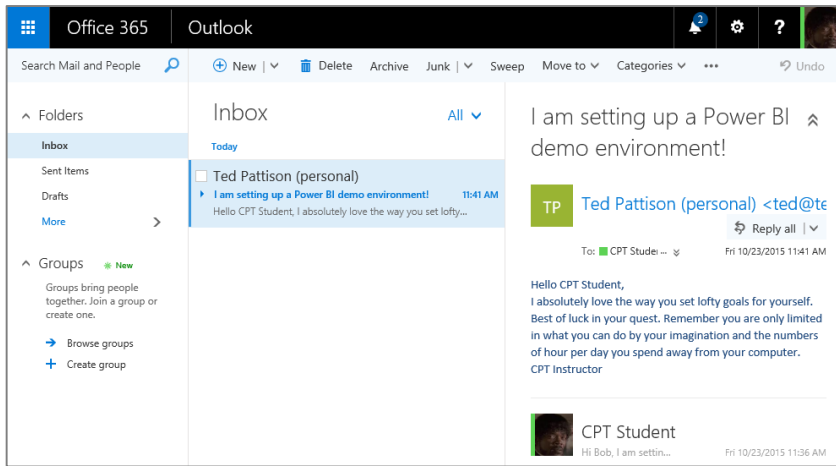 Office 365
Outlook
2
?
Search Mail and People
New
Delete
Archive
Junk
Sweep
Move to
Categories
...
Undo
Folders
Inbox
Sent Items
Drafts
More
Groups
New
Groups bring people
together. Join a group or
create one.
Browse groups
Create group
Inbox
All
Today
Ted Pattison (personal)
I am setting up a Power BI demo environment! 11:41 AM
Hello CPT Student, I absolutely love the way you set lofty...
I am setting up a Power BI
demo environment!
TP
Ted Pattison (personal) <ted@te
Reply all
To: CPT Studer ... Fri 10/23/2015 11:41 AM
Hello CPT Student,
I absolutely love the way you set lofty goals for yourself.
Best of luck in your quest. Remember you are only limited
in what you can do by your imagination and the numbers
of hour per day you spend away from your computer.
CPT Instructor
CPT Student
Hi Bob, I am settin... Fri 10/23/2015 11:36 AM